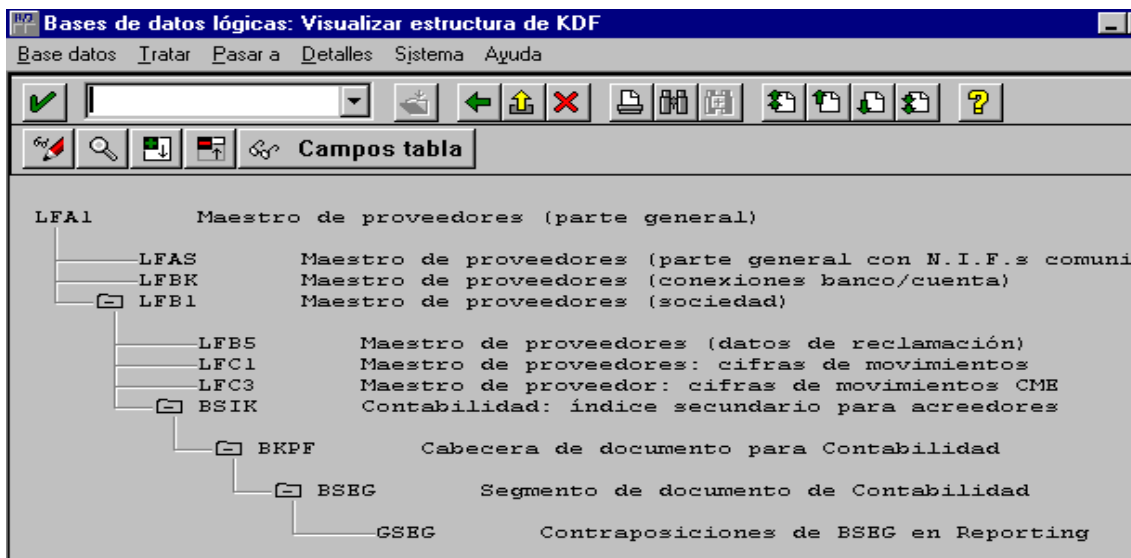 Bases de datos lógicas: Visualizar estructura de KDF
Base datos Tratar Pasar a Detalles Sistema Ayuda
Campos tabla
LFA1 Maestro de proveedores (parte general)
LFAS Maestro de proveedores (parte general con N.I.F.s comuni
LFBK Maestro de proveedores (conexiones banco/cuenta)
LFB1 Maestro de proveedores (sociedad)
LFB5 Maestro de proveedores (datos de reclamación)
LFC1 Maestro de proveedores: cifras de movimientos
LFC3 Maestro de proveedor: cifras de movimientos CME
BSIK Contabilidad: índice secundario para acreedores
BKPF Cabecera de documento para Contabilidad
BSEG Segmento de documento de Contabilidad
GSEG Contraposiciones de BSEG en Reporting